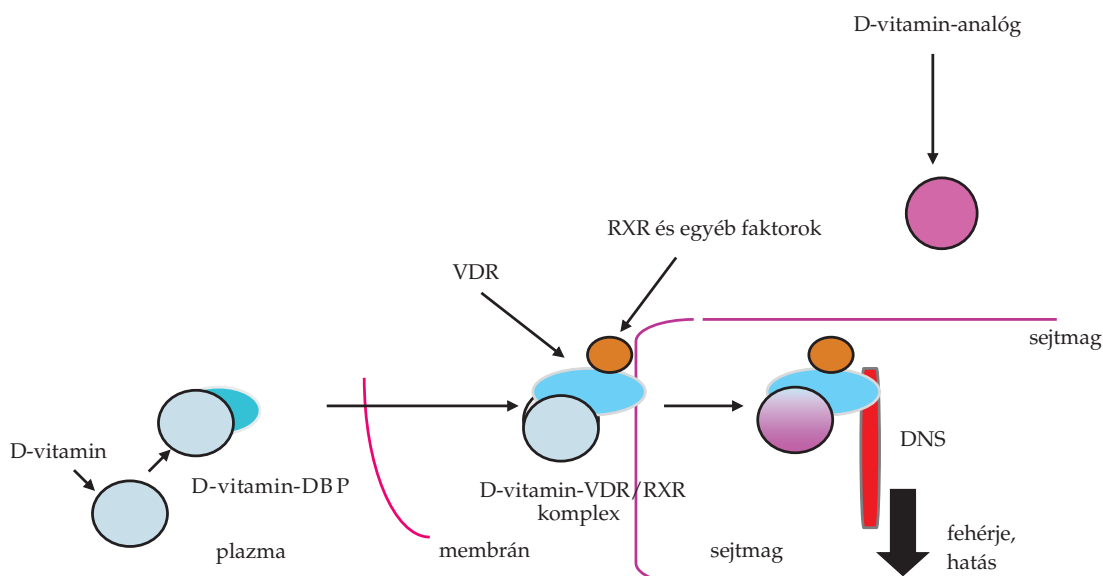 D-vitamin-analóg
RXR és egyéb faktorok
VDR
sejtmag
D-vitamin
D-vitamin-DBP
DNS
D-vitamin-VDR/RXR
komplex
plazma
membrán
sejtmag
fehérje,
hatás